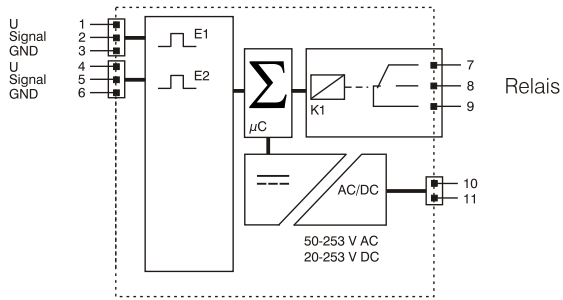 U 1
Signal 2
GND 3
U 4
Signal 5
GND 6
E1
E2
Σ
µC
K1
7
8
9
Relais
AC/DC
10
11
50-253 V AC
20-253 V DC